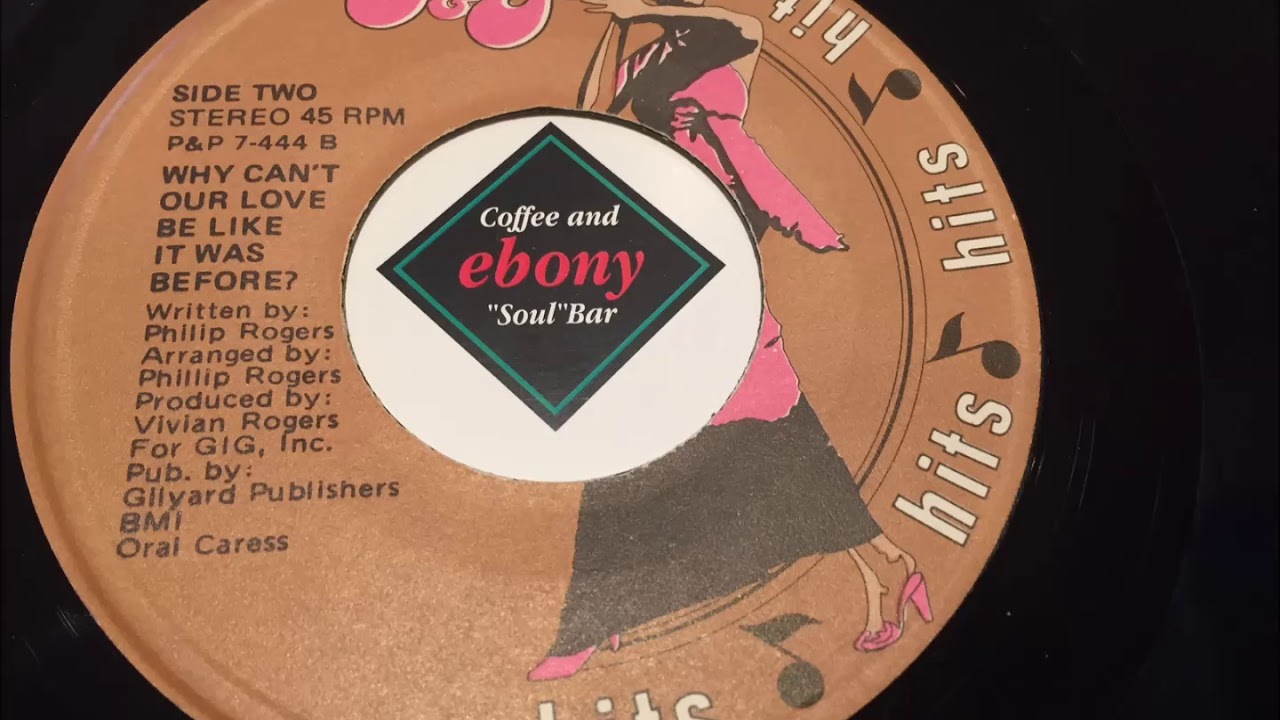 SIDE TWO
STEREO 45 RPM
P&P 7-444 B
WHY CAN'T
OUR LOVE
BE LIKE
IT WAS
BEFORE?
Written by:
Philip Rogers
Arranged by:
Phillip Rogers
Produced by:
Vivian Rogers
For GIG, Inc.
Pub. by:
Gilyard Publishers
BMI
Oral Caress
Coffee and
ebony
"Soul"Bar
hits
hits
hits